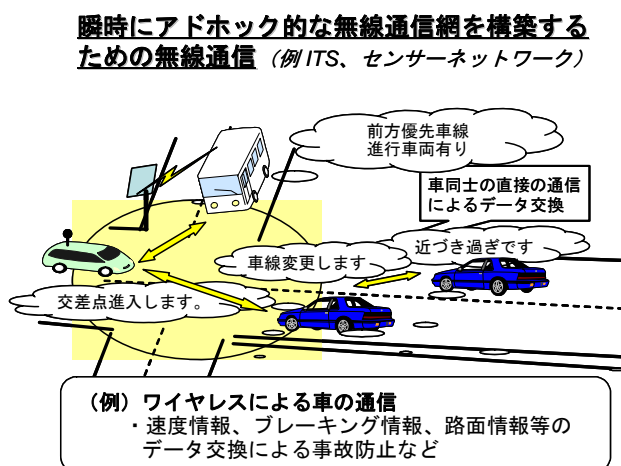 瞬時にアドホック的な無線通信網を構築する
ための無線通信（例 ITS、センサーネットワーク）
前方優先車線
進行車両有り
車同士の直接の通信
によるデータ交換
近づき過ぎです
車線変更します
交差点進入します。
（例）ワイヤレスによる車の通信
・速度情報、ブレーキング情報、路面情報等の
データ交換による事故防止など